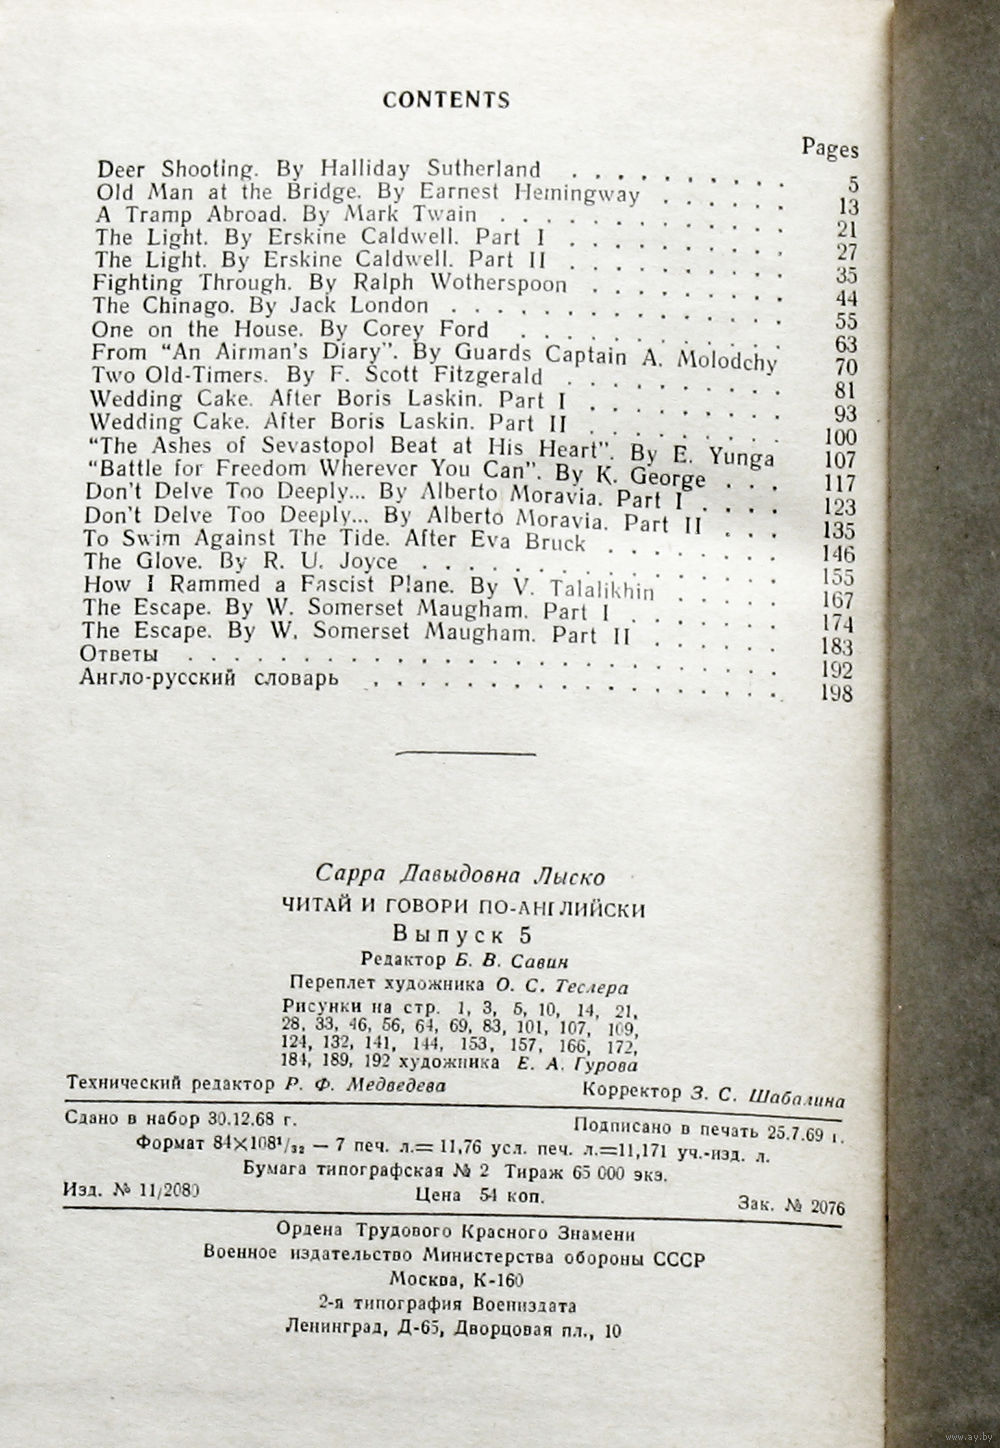 CONTENTS
Pages
Deer Shooting. By Halliday Sutherland . . . . . . . . . . 5
Old Man at the Bridge. By Earnest Hemingway . . . . . . 13
A Tramp Abroad. By Mark Twain . . . . . . . . . . . . . 21
The Light. By Erskine Caldwell. Part I . . . . . . . . . . 27
The Light. By Erskine Caldwell. Part II . . . . . . . . . . 35
Fighting Through. By Ralph Wotherspoon . . . . . . . . . 44
The Chinago. By Jack London . . . . . . . . . . . . . . 55
One on the House. By Corey Ford . . . . . . . . . . . . 63
From “An Airman's Diary”. By Guards Captain A. Molodchy 70
Two Old-Timers. By F. Scott Fitzgerald . . . . . . . . . . 81
Wedding Cake. After Boris Laskin. Part I . . . . . . . . . 93
Wedding Cake. After Boris Laskin. Part II . . . . . . . . . 100
“The Ashes of Sevastopol Beat at His Heart”. By E. Yunga 107
“Battle for Freedom Wherever You Can”. By K. George . . . 117
Don't Delve Too Deeply... By Alberto Moravia. Part I . . . . 123
Don't Delve Too Deeply... By Alberto Moravia. Part II . . . 135
To Swim Against The Tide. After Eva Bruck . . . . . . . . 146
The Glove. By R. U. Joyce . . . . . . . . . . . . . . . 155
How I Rammed a Fascist Plane. By V. Talalikhin . . . . . 167
The Escape. By W. Somerset Maugham. Part I . . . . . . . 174
The Escape. By W. Somerset Maugham. Part II . . . . . . 183
Ответы . . . . . . . . . . . . . . . . . . . . . . . . . 192
Англо-русский словарь . . . . . . . . . . . . . . . . . . 198
Сарра Давыдовна Лыско
ЧИТАЙ И ГОВОРИ ПО-АНГЛИЙСКИ
Выпуск 5
Редактор Б. В. Савин
Переплет художника О. С. Теслера
Рисунки на стр. 1, 3, 5, 10, 14, 21,
28, 33, 46, 56, 64, 69, 83, 101, 107, 109,
124, 132, 141, 144, 153, 157, 166, 172,
184, 189, 192 художника Е. А. Гурова
Технический редактор Р. Ф. Медведева Корректор З. С. Шабалина
Сдано в набор 30.12.68 г. Подписано в печать 25.7.69 г.
Формат 84×108¹/₃₂ — 7 печ. л.= 11,76 усл. печ. л.=11,171 уч.-изд. л.
Бумага типографская № 2 Тираж 65 000 экз.
Изд. № 11/2080 Цена 54 коп. Зак. № 2076
Ордена Трудового Красного Знамени
Военное издательство Министерства обороны СССР
Москва, К-160
2-я типография Воениздата
Ленинград, Д-65, Дворцовая пл., 10
www.ay.by